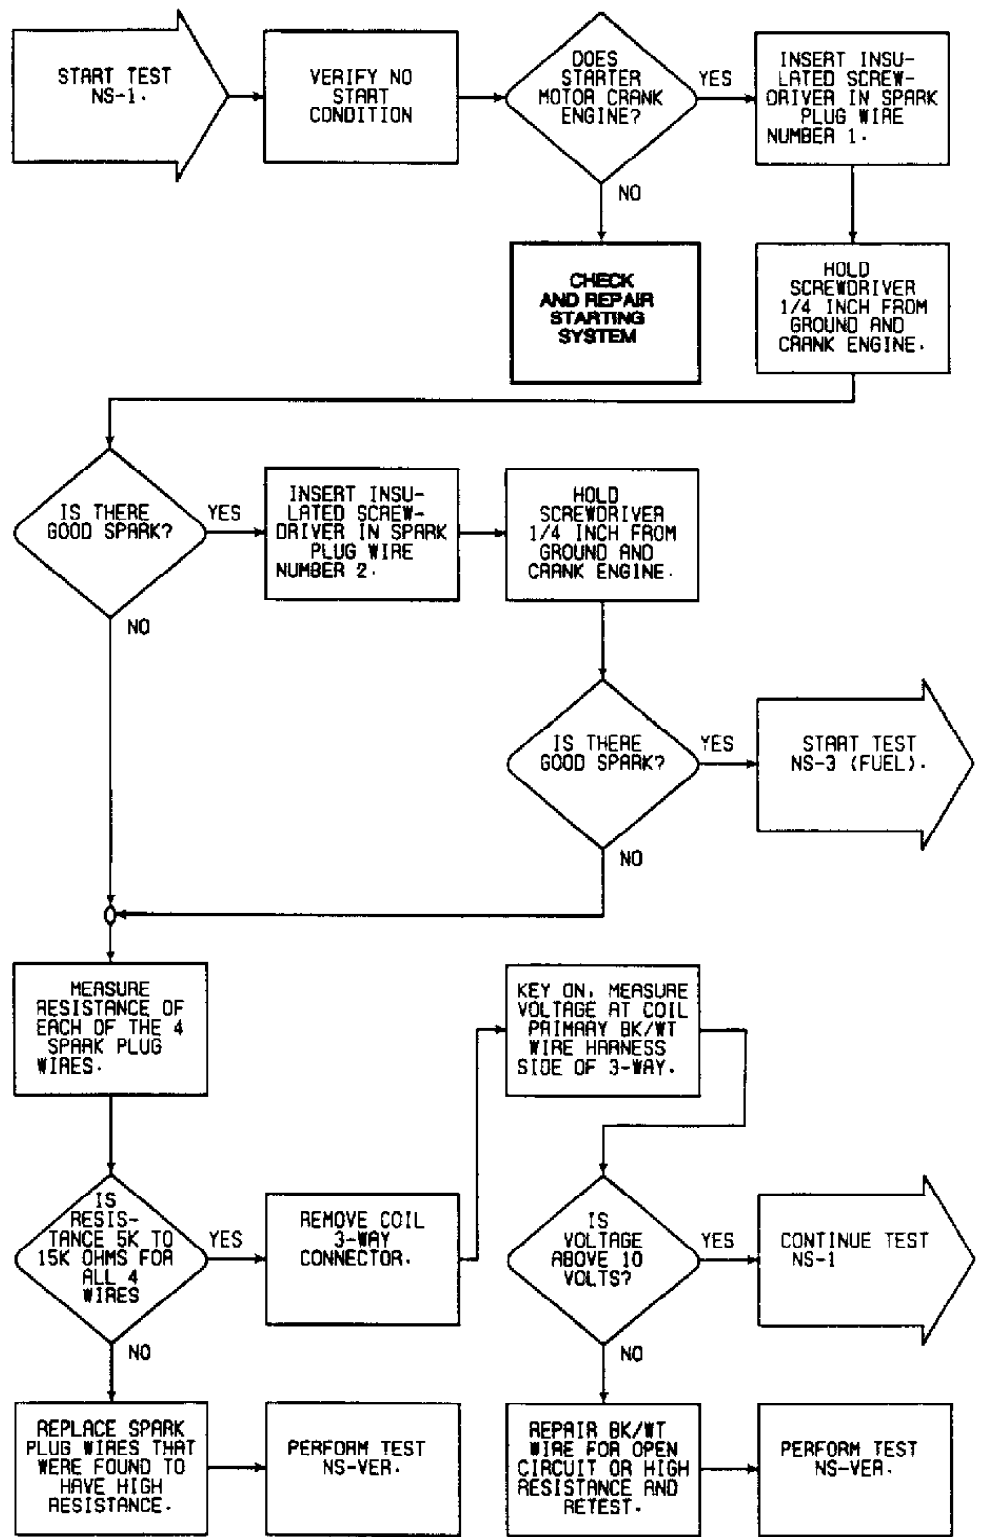 START TEST
NS-1.
VERIFY NO
START
CONDITION
DOES
STARTER
MOTOR CRANK
ENGINE?
YES
INSERT INSU-
LATED SCREW-
DRIVER IN SPARK
PLUG WIRE
NUMBER 1.
NO
CHECK
AND REPAIR
STARTING
SYSTEM
HOLD
SCREWDRIVER
1/4 INCH FROM
GROUND AND
CRANK ENGINE.
IS THERE
GOOD SPARK?
YES
INSERT INSU-
LATED SCREW-
DRIVER IN SPARK
PLUG WIRE
NUMBER 2.
HOLD
SCREWDRIVER
1/4 INCH FROM
GROUND AND
CRANK ENGINE.
NO
IS THERE
GOOD SPARK?
YES
START TEST
NS-3 (FUEL).
NO
MEASURE
RESISTANCE OF
EACH OF THE 4
SPARK PLUG
WIRES.
KEY ON, MEASURE
VOLTAGE AT COIL
PRIMARY BK/WT
WIRE HARNESS
SIDE OF 3-WAY.
IS
RESIS-
TANCE 5K TO
15K OHMS FOR
ALL 4
WIRES
YES
REMOVE COIL
3-WAY
CONNECTOR.
IS
VOLTAGE
ABOVE 10
VOLTS?
YES
CONTINUE TEST
NS-1
NO
NO
REPLACE SPARK
PLUG WIRES THAT
WERE FOUND TO
HAVE HIGH
RESISTANCE.
PERFORM TEST
NS-VER.
REPAIR BK/WT
WIRE FOR OPEN
CIRCUIT OR HIGH
RESISTANCE AND
RETEST.
PERFORM TEST
NS-VER.